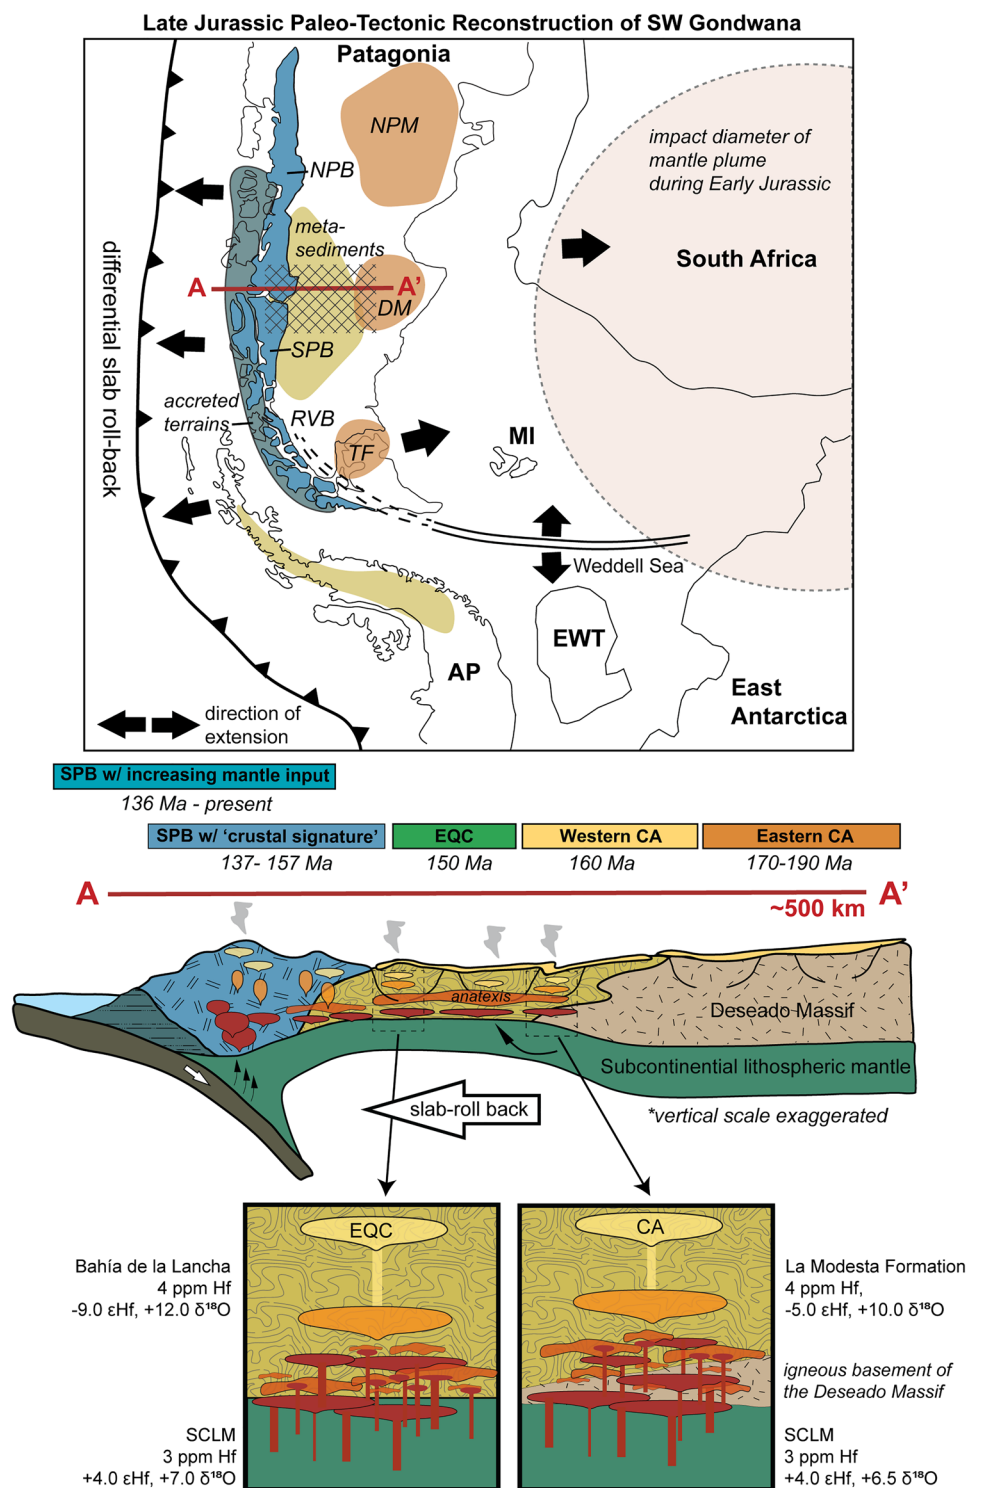 Late Jurassic Paleo-Tectonic Reconstruction of SW Gondwana
Patagonia
NPM
impact diameter of
mantle plume
during Early Jurassic
NPB
meta-
sediments
South Africa
differential slab roll-back
A
A’
DM
SPB
accreted
terrains
RVB
TF
MI
Weddell Sea
EWT
AP
East
Antarctica
direction of
extension
SPB w/ increasing mantle input
136 Ma - present
SPB w/ ‘crustal signature’
EQC
Western CA
Eastern CA
137- 157 Ma
150 Ma
160 Ma
170-190 Ma
A
A’
~500 km
anatexis
Deseado Massif
Subcontinential lithospheric mantle
slab-roll back
*vertical scale exaggerated
EQC
CA
Bahía de la Lancha
4 ppm Hf
-9.0 εHf, +12.0 δ¹⁸O
La Modesta Formation
4 ppm Hf,
-5.0 εHf, +10.0 δ¹⁸O
igneous basement of
the Deseado Massif
SCLM
3 ppm Hf
+4.0 εHf, +7.0 δ¹⁸O
SCLM
3 ppm Hf
+4.0 εHf, +6.5 δ¹⁸O